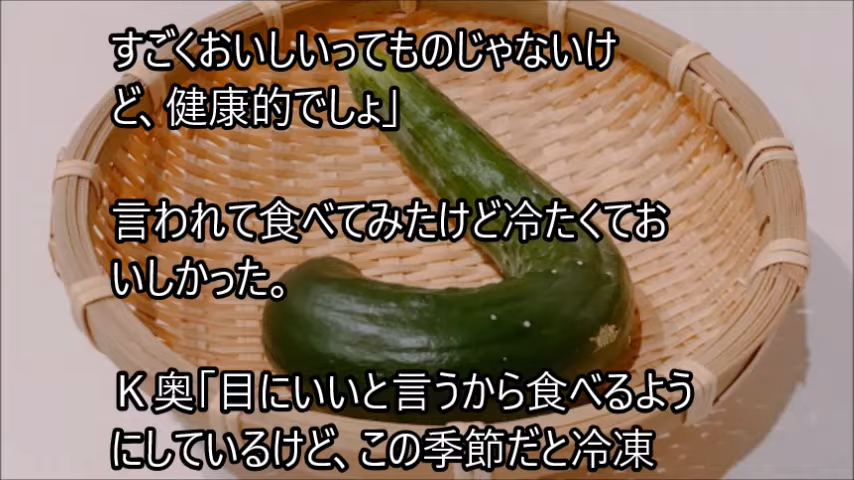 すごくおいしいってものじゃないけ
ど、健康的でしょ」
言われて食べてみたけど冷たくてお
いしかった。
Ｋ奥「目にいいと言うから食べるよう
にしているけど、この季節だと冷凍